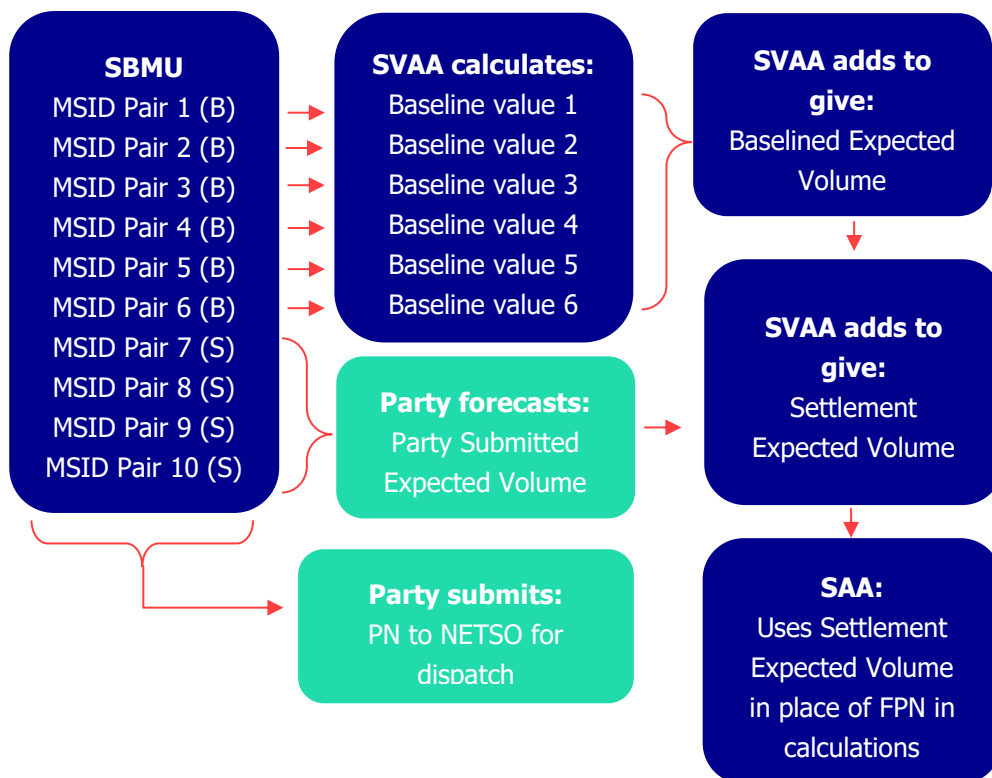 SBMU
MSID Pair 1 (B)
MSID Pair 2 (B)
MSID Pair 3 (B)
MSID Pair 4 (B)
MSID Pair 5 (B)
MSID Pair 6 (B)
MSID Pair 7 (S)
MSID Pair 8 (S)
MSID Pair 9 (S)
MSID Pair 10 (S)
SVAA calculates:
Baseline value 1
Baseline value 2
Baseline value 3
Baseline value 4
Baseline value 5
Baseline value 6
SVAA adds to
give:
Baselined Expected
Volume
Party forecasts:
Party Submitted
Expected Volume
SVAA adds to
give:
Settlement
Expected Volume
Party submits:
PN to NETSO for
dispatch
SAA:
Uses Settlement
Expected Volume
in place of FPN in
calculations